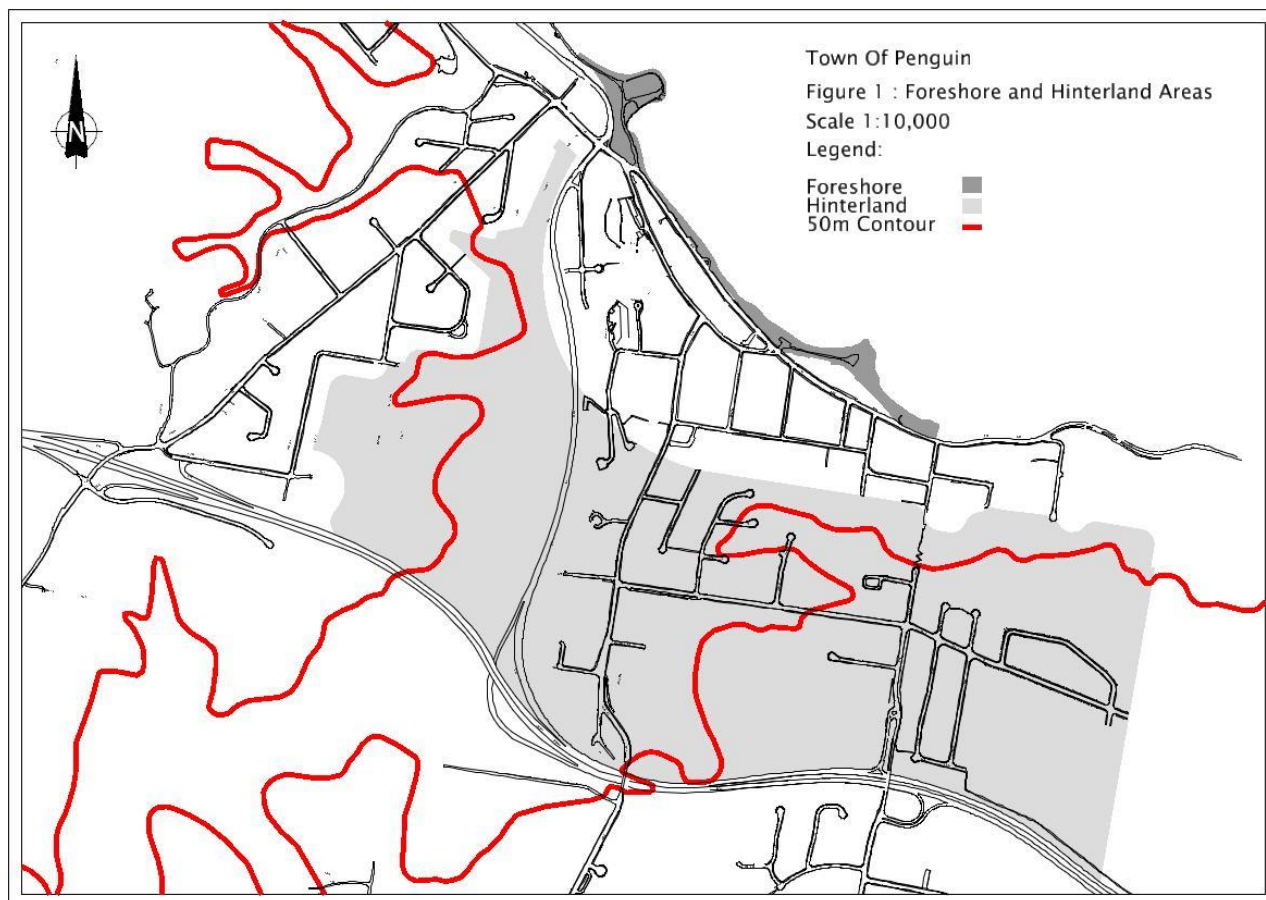 Town Of Penguin
Figure 1 : Foreshore and Hinterland Areas
Scale 1:10,000
Legend:
Foreshore
Hinterland
50m Contour
N